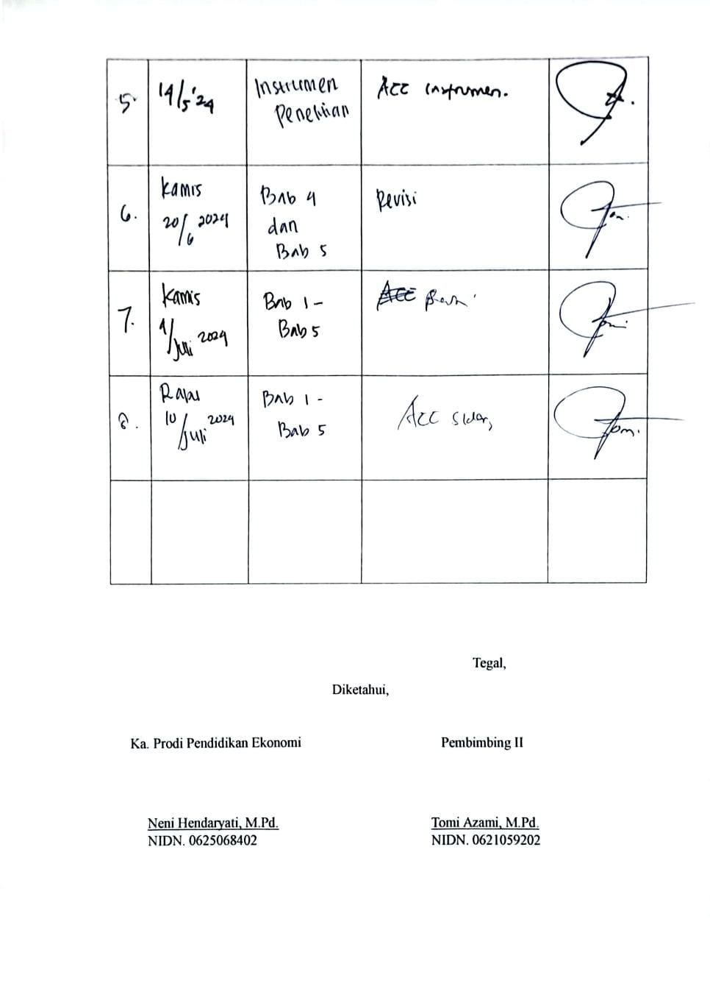 5.
14/5'24
Instrumen
Penelitian
ACC instrumen.
6.
Kamis
20/6 2024
Bab 4
dan
Bab 5
Revisi
7.
Kamis
4/Juli 2024
Bab 1 -
Bab 5
ACC
8.
Rabu
10/Juli 2024
Bab 1 -
Bab 5
ACC Sidang
Tegal,
Diketahui,
Ka. Prodi Pendidikan Ekonomi
Pembimbing II
Neni Hendaryati, M.Pd.
NIDN. 0625068402
Tomi Azami, M.Pd.
NIDN. 0621059202